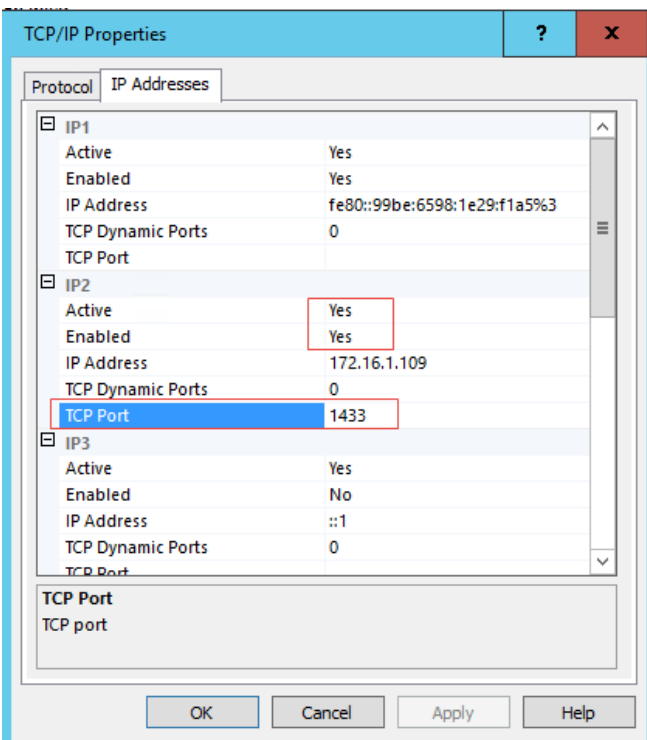 TCP/IP Properties ? x
Protocol IP Addresses
IP1
Active Yes
Enabled Yes
IP Address fe80::99be:6598:1e29:f1a5%3
TCP Dynamic Ports 0
TCP Port
IP2
Active Yes
Enabled Yes
IP Address 172.16.1.109
TCP Dynamic Ports 0
TCP Port 1433
IP3
Active Yes
Enabled No
IP Address ::1
TCP Dynamic Ports 0
TCP Port
TCP Port
TCP port
OK Cancel Apply Help